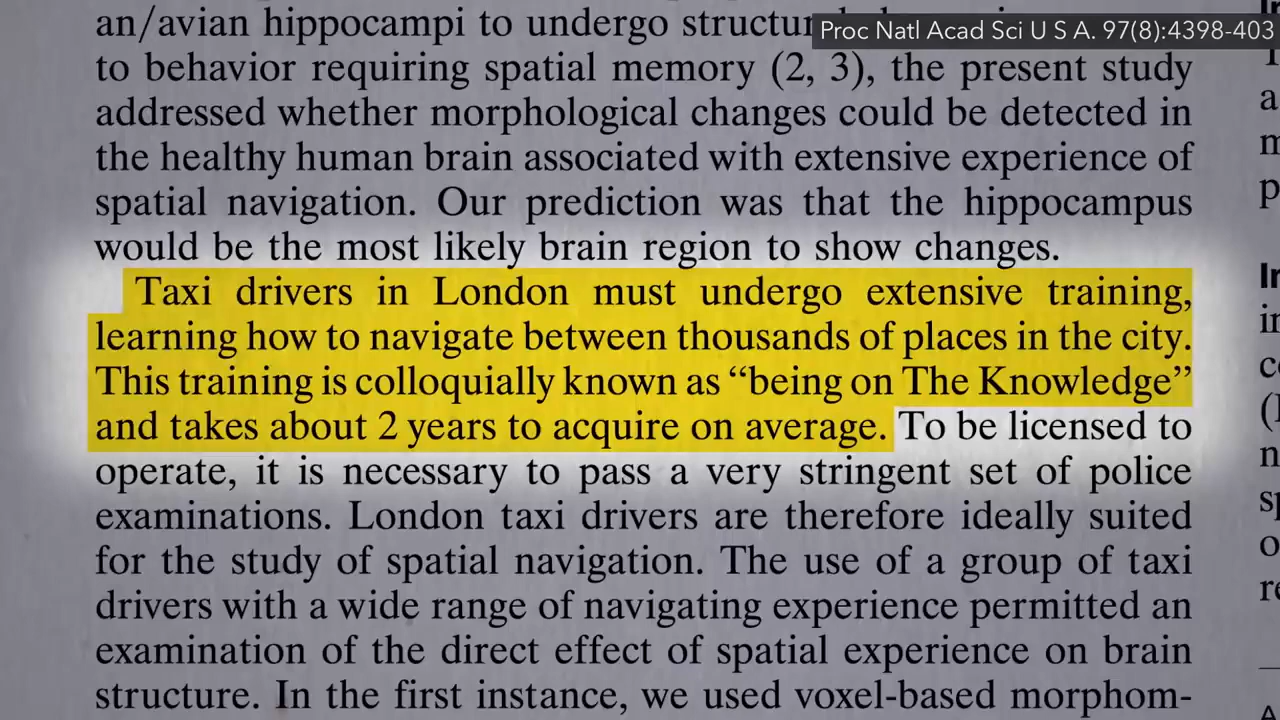 an/avian hippocampi to undergo
Proc Natl Acad Sci U S A. 97(8):4398-403
to behavior requiring spatial memory (2, 3), the present study
addressed whether morphological changes could be detected in
the healthy human brain associated with extensive experience of
spatial navigation. Our prediction was that the hippocampus
would be the most likely brain region to show changes.
Taxi drivers in London must undergo extensive training,
learning how to navigate between thousands of places in the city.
This training is colloquially known as “being on The Knowledge”
and takes about 2 years to acquire on average. To be licensed to
operate, it is necessary to pass a very stringent set of police
examinations. London taxi drivers are therefore ideally suited
for the study of spatial navigation. The use of a group of taxi
drivers with a wide range of navigating experience permitted an
examination of the direct effect of spatial experience on brain
structure. In the first instance, we used voxel-based morphom-